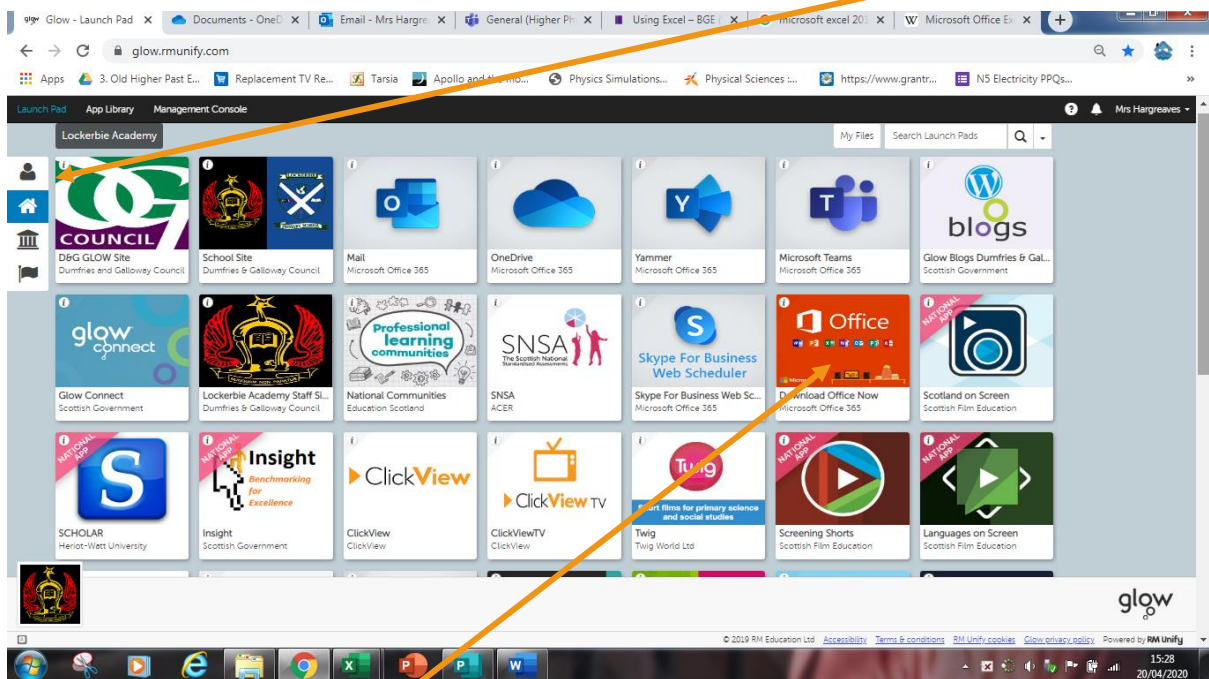 glow Glow - Launch Pad X Documents - OneD X Email - Mrs Hargre X General (Higher Ph X Using Excel – BGE ( X microsoft excel 20 X W Microsoft Office Ex X +
glow.rmunify.com
Apps 3. Old Higher Past E... Replacement TV Re... Tarsia Apollo and the mo... Physics Simulations... Physical Sciences :... https://www.grantr... N5 Electricity PPQs... »
Launch Pad App Library Management Console Mrs Hargreaves
Lockerbie Academy My Files Search Launch Pads
COUNCIL
blogs
D&G GLOW Site School Site Mail OneDrive Yammer Microsoft Teams Glow Blogs Dumfries & Gal...
Dumfries and Galloway Council Dumfries & Galloway Council Microsoft Office 365 Microsoft Office 365 Microsoft Office 365 Microsoft Office 365 Scottish Government
glow connect
Professional learning communities
SNSA
The Scottish National Standardised Assessments
Skype For Business
Web Scheduler
Office
NATIONAL APP
Glow Connect Lockerbie Academy Staff Si... National Communities SNSA Skype For Business Web Sc... Download Office Now Scotland on Screen
Scottish Government Dumfries & Galloway Council Education Scotland ACER Microsoft Office 365 Microsoft Office 365 Scottish Film Education
NATIONAL APP
S
NATIONAL APP
Insight
Benchmarking
for
Excellence
ClickView
ClickView TV
Twig
Short films for primary science
and social studies
NATIONAL APP
NATIONAL APP
SCHOLAR Insight ClickView ClickViewTV Twig Screening Shorts Languages on Screen
Heriot-Watt University Scottish Government ClickView ClickView Twig World Ltd Scottish Film Education Scottish Film Education
glow
© 2019 RM Education Ltd Accessibility Terms & conditions RM Unify cookies Glow privacy policy Powered by RM Unify
15:28
20/04/2020